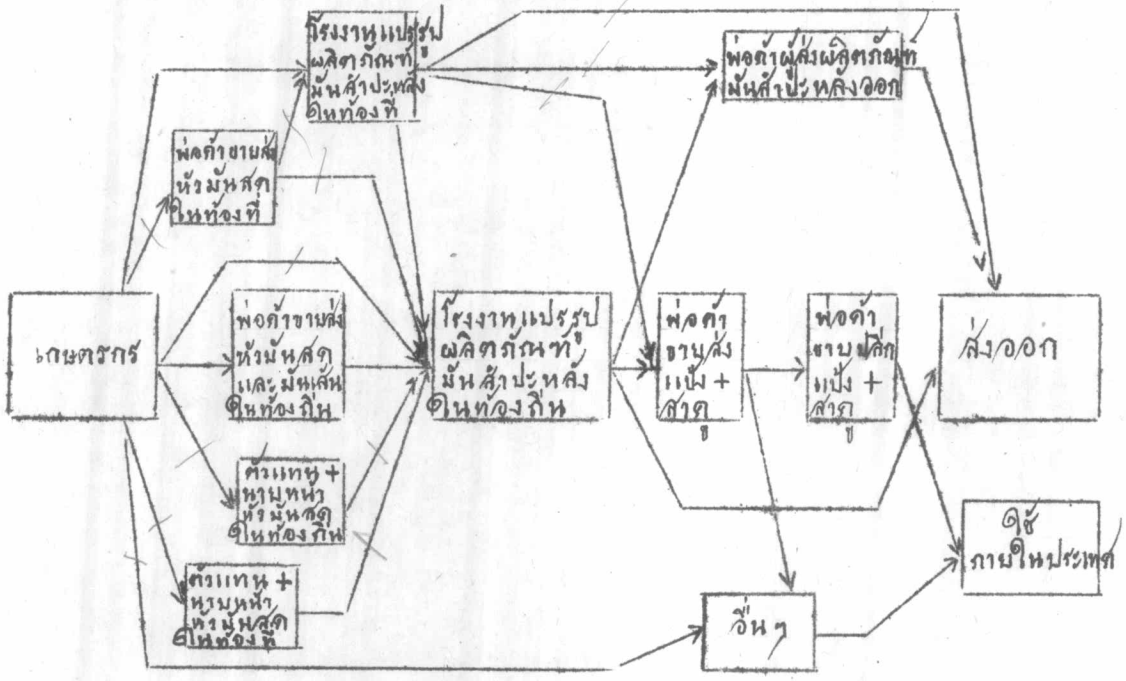 โรงงานแปรรูป
ผลิตภัณฑ์
มันสำปะหลัง
ในท้องที่
พ่อค้าผู้ส่งผลิตภัณฑ์
มันสำปะหลังออก
พ่อค้าขายส่ง
หัวมันสด
ในท้องที่
เกษตรกร
พ่อค้าขายส่ง
หัวมันสด
และมันเส้น
ในท้องถิ่น
โรงงานแปรรูป
ผลิตภัณฑ์
มันสำปะหลัง
ในท้องถิ่น
พ่อค้า
ขายส่ง
แป้ง +
สาคู
พ่อค้า
ขายปลีก
แป้ง +
สาคู
ส่งออก
ตัวแทน +
นายหน้า
หัวมันสด
ในท้องถิ่น
ใช้
ภายในประเทศ
ตัวแทน +
นายหน้า
หัวมันสด
ในท้องที่
อื่น ๆ